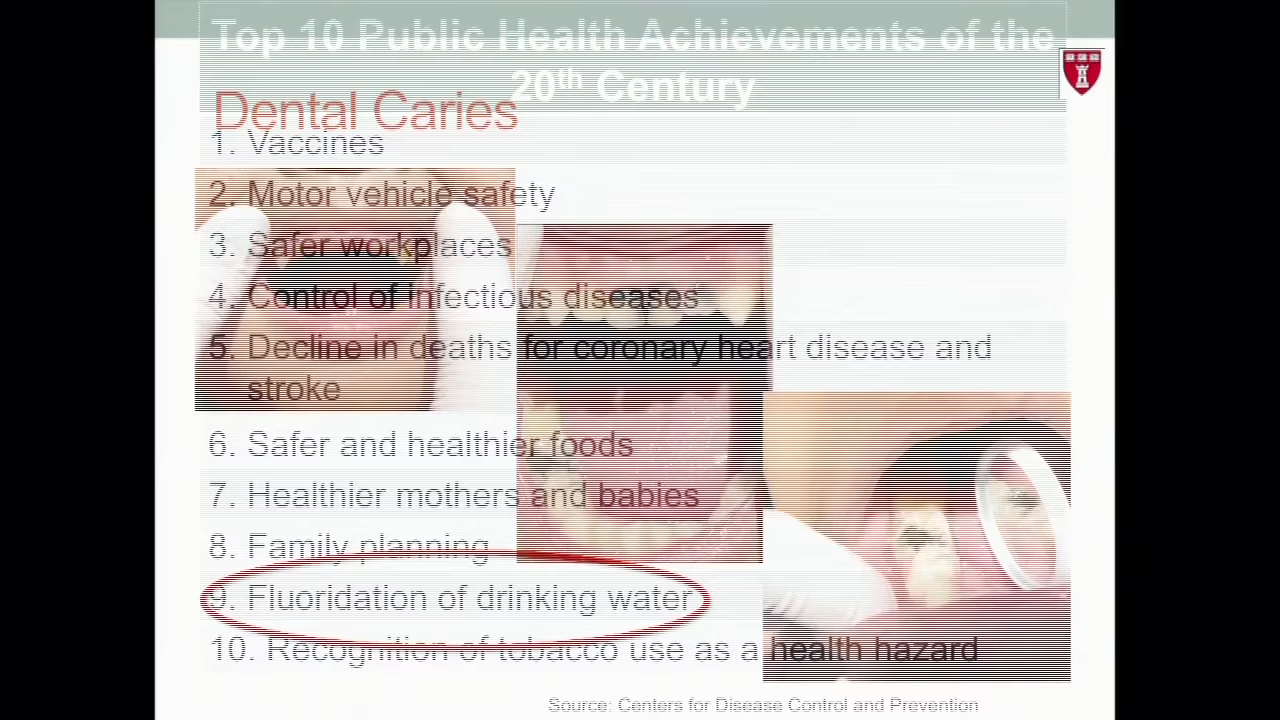 Top 10 Public Health Achievements of the
20th Century
Dental Caries
1. Vaccines
2. Motor vehicle safety
3. Safer workplaces
4. Control of infectious diseases
5. Decline in deaths for coronary heart disease and
stroke
6. Safer and healthier foods
7. Healthier mothers and babies
8. Family planning
9. Fluoridation of drinking water
10. Recognition of tobacco use as a health hazard
Source: Centers for Disease Control and Prevention